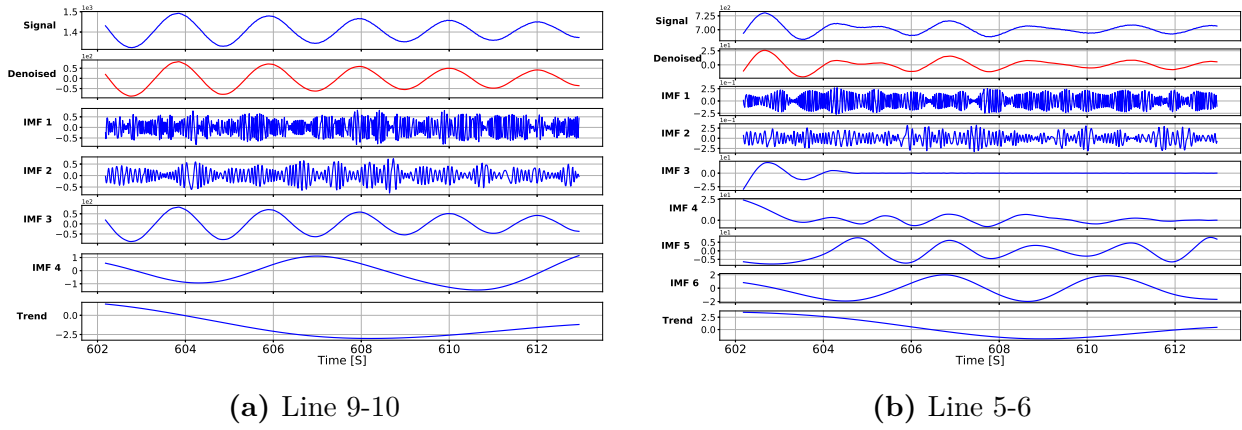 1e3
Signal
1.5
1.4
1e2
Denoised
0.5
0.0
−0.5
IMF 1
0.5
0.0
−0.5
IMF 2
0.5
0.0
−0.5
1e2
IMF 3
0.5
0.0
−0.5
IMF 4
1
0
−1
Trend
0.0
−2.5
602
604
606
608
610
612
Time [S]
(a) Line 9-10
1e2
Signal
7.25
7.00
1e1
Denoised
2.5
0.0
1e−1
IMF 1
2.5
0.0
−2.5
1e−1
IMF 2
2.5
0.0
−2.5
1e1
IMF 3
0.0
−2.5
1e1
IMF 4
2.5
0.0
1e1
IMF 5
0.5
0.0
−0.5
IMF 6
2
0
−2
Trend
2.5
0.0
602
604
606
608
610
612
Time [S]
(b) Line 5-6